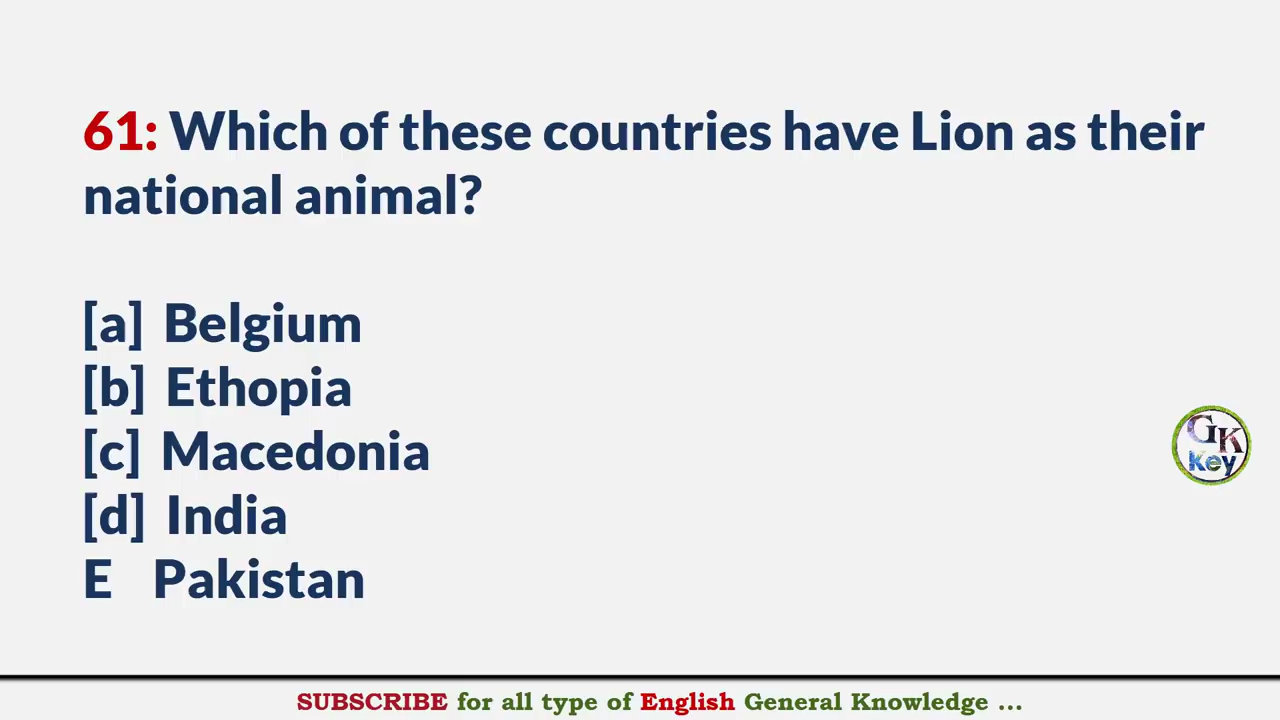 61: Which of these countries have Lion as their
national animal?
[a] Belgium
[b] Ethopia
[c] Macedonia
[d] India
E Pakistan
GK
Key
SUBSCRIBE for all type of English General Knowledge ...